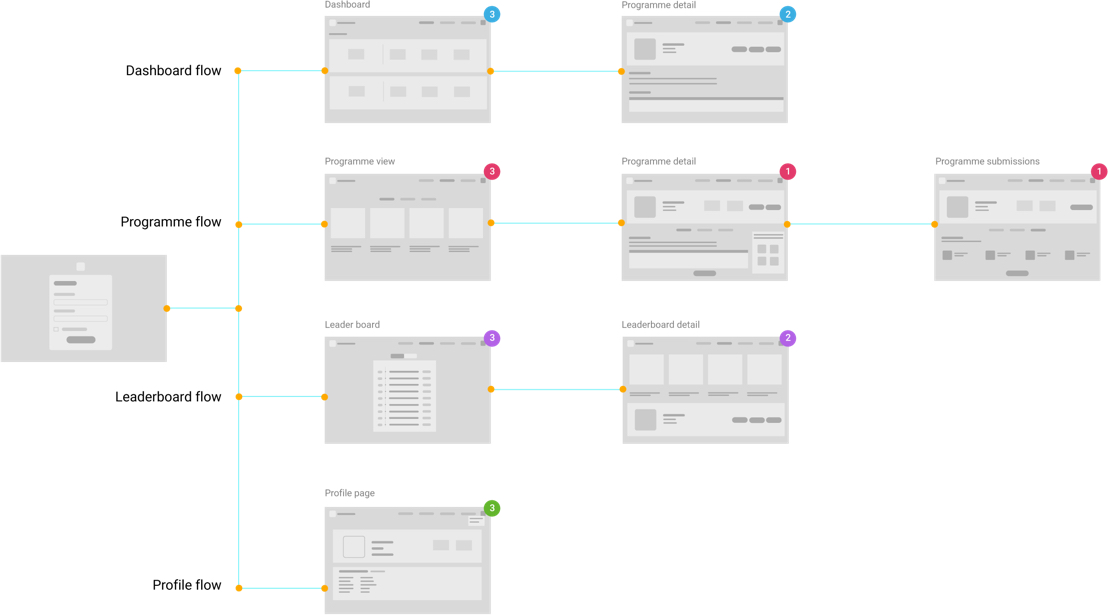 Dashboard
3
Programme detail
2
Dashboard flow
Programme view
3
Programme detail
1
Programme submissions
1
Programme flow
Leader board
3
Leaderboard detail
2
Leaderboard flow
Profile page
3
Profile flow